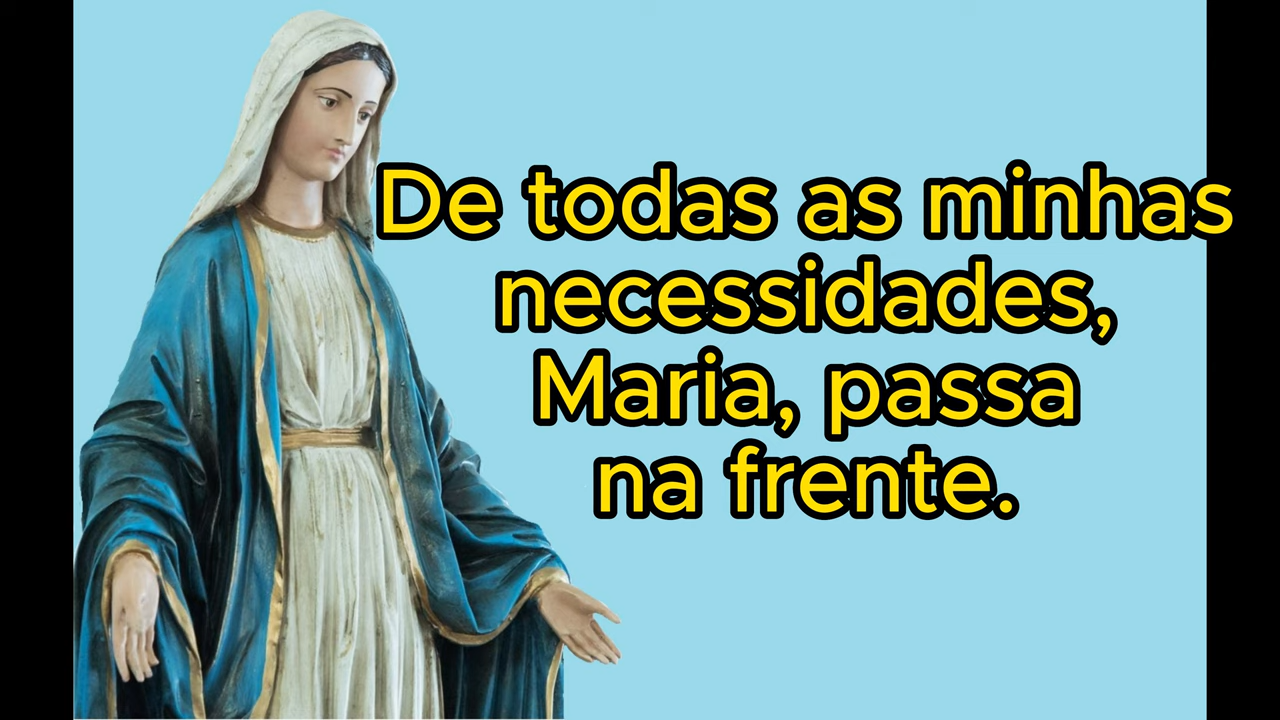 De todas as minhas
necessidades,
Maria, passa
na frente.